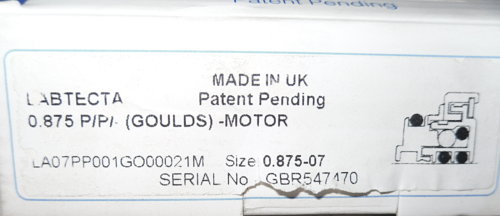 Patent Pending
MADE IN UK
LABTECTA Patent Pending
0.875 P/P/- (GOULDS) -MOTOR
LA07PP001GO00021M Size 0.875-07
SERIAL No GBR547470